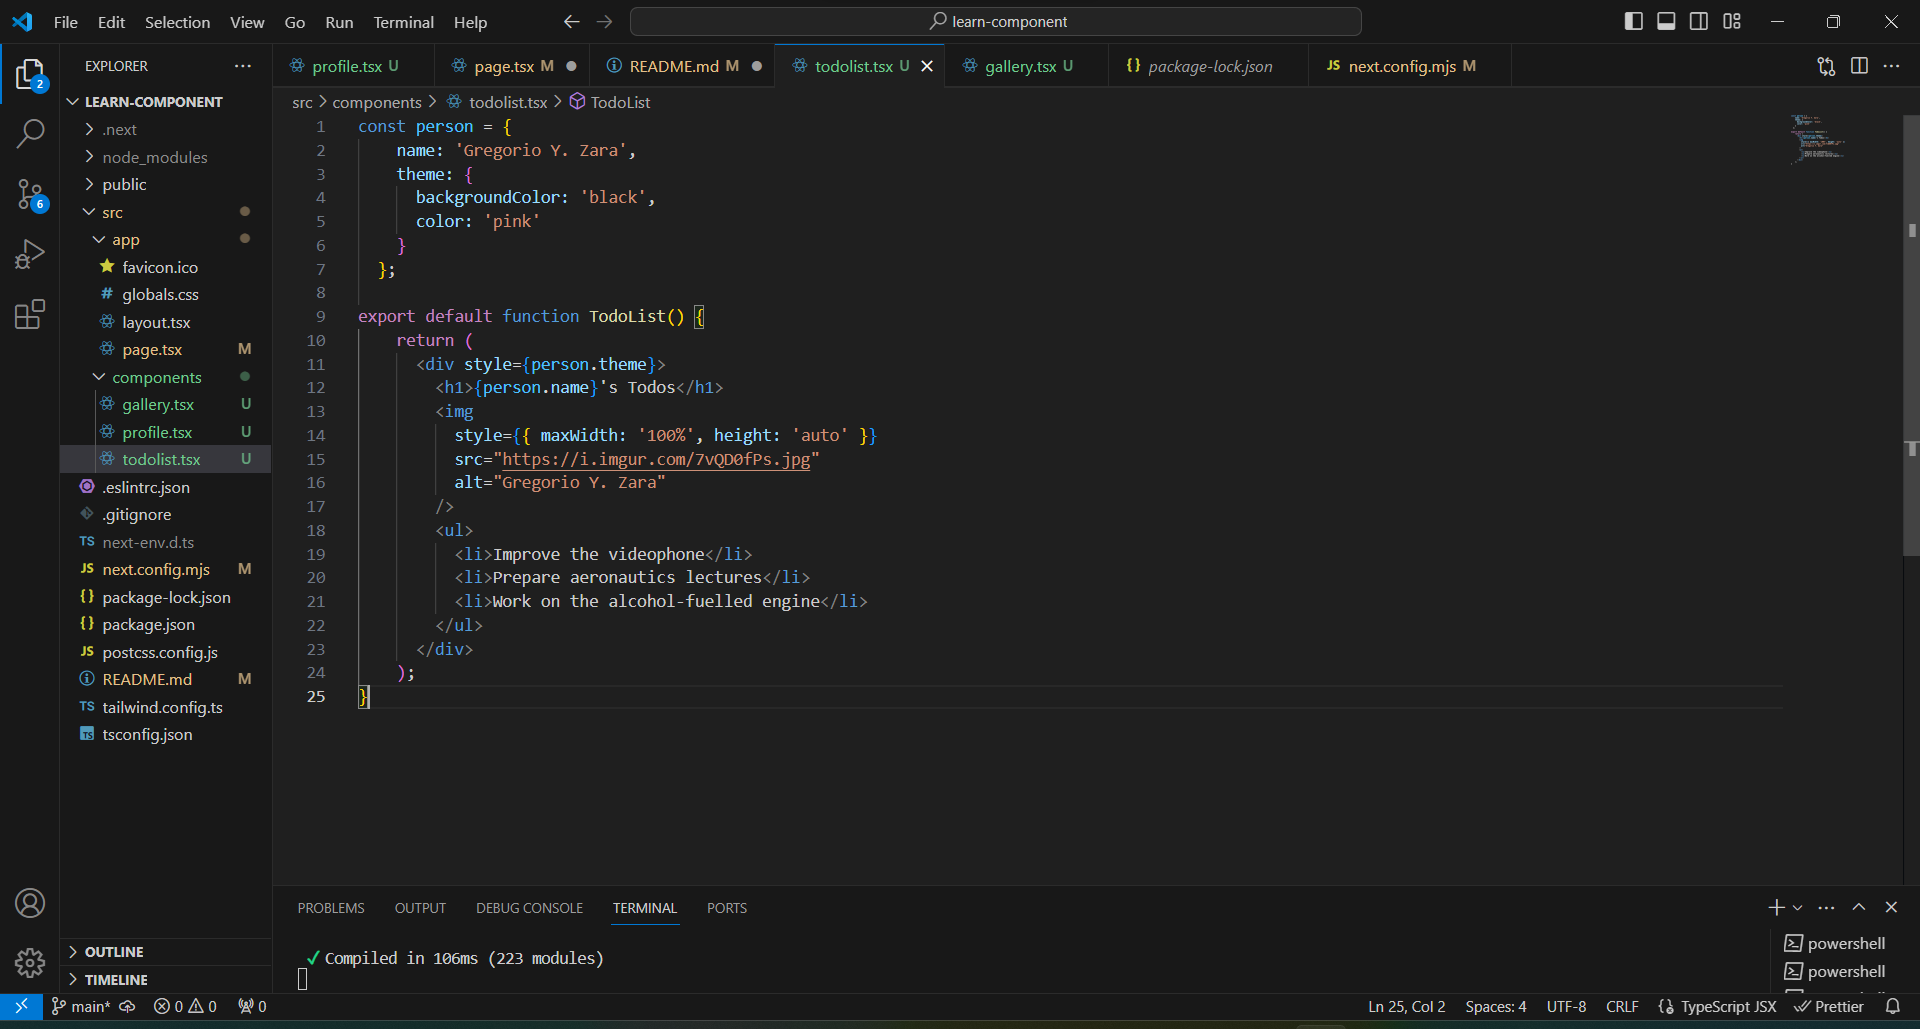 File Edit Selection View Go Run Terminal Help
learn-component
EXPLORER
profile.tsx U
page.tsx M
README.md M
todolist.tsx U
gallery.tsx U
package-lock.json
next.config.mjs M
src > components > todolist.tsx > TodoList
2
6
LEARN-COMPONENT
.next
node_modules
public
src
app
favicon.ico
globals.css
layout.tsx
page.tsx M
components
gallery.tsx U
profile.tsx U
todolist.tsx U
.eslintrc.json
.gitignore
TS next-env.d.ts
JS next.config.mjs M
{} package-lock.json
{} package.json
JS postcss.config.js
README.md M
TS tailwind.config.ts
tsconfig.json
OUTLINE
TIMELINE
1 const person = {
2 name: 'Gregorio Y. Zara',
3 theme: {
4 backgroundColor: 'black',
5 color: 'pink'
6 }
7 };
8
9 export default function TodoList() {
10 return (
11 <div style={person.theme}>
12 <h1>{person.name}'s Todos</h1>
13 <img
14 style={{ maxWidth: '100%', height: 'auto' }}
15 src="https://i.imgur.com/7vQD0fPs.jpg"
16 alt="Gregorio Y. Zara"
17 />
18 <ul>
19 <li>Improve the videophone</li>
20 <li>Prepare aeronautics lectures</li>
21 <li>Work on the alcohol-fuelled engine</li>
22 </ul>
23 </div>
24 );
25 }
PROBLEMS OUTPUT DEBUG CONSOLE TERMINAL PORTS
✓ Compiled in 106ms (223 modules)
powershell
powershell
main* 0 0 0
Ln 25, Col 2 Spaces: 4 UTF-8 CRLF TypeScript JSX Prettier